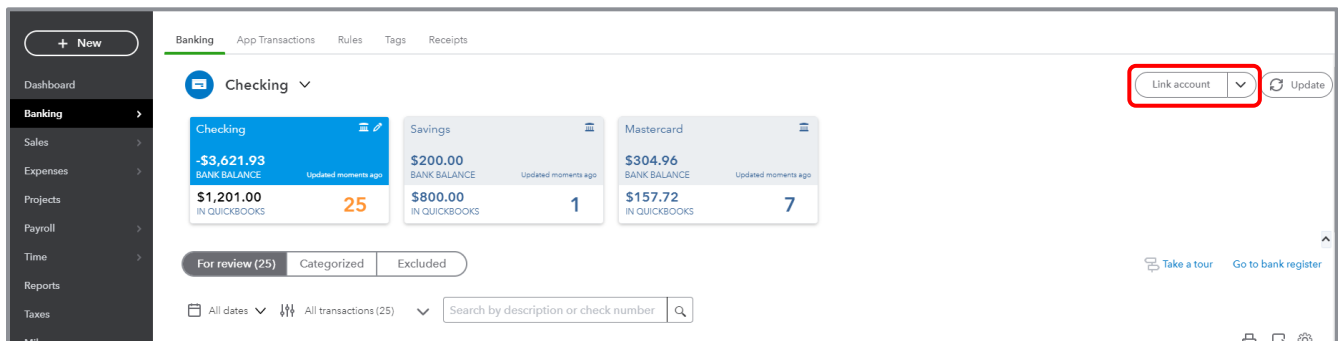 + New
Dashboard
Banking
Sales
Expenses
Projects
Payroll
Time
Reports
Taxes
Banking App Transactions Rules Tags Receipts
Checking
Link account Update
Checking
-$3,621.93
BANK BALANCE Updated moments ago
$1,201.00
IN QUICKBOOKS
25
Savings
$200.00
BANK BALANCE Updated moments ago
$800.00
IN QUICKBOOKS
1
Mastercard
$304.96
BANK BALANCE Updated moments ago
$157.72
IN QUICKBOOKS
7
For review (25) Categorized Excluded
Take a tour Go to bank register
All dates All transactions (25) Search by description or check number